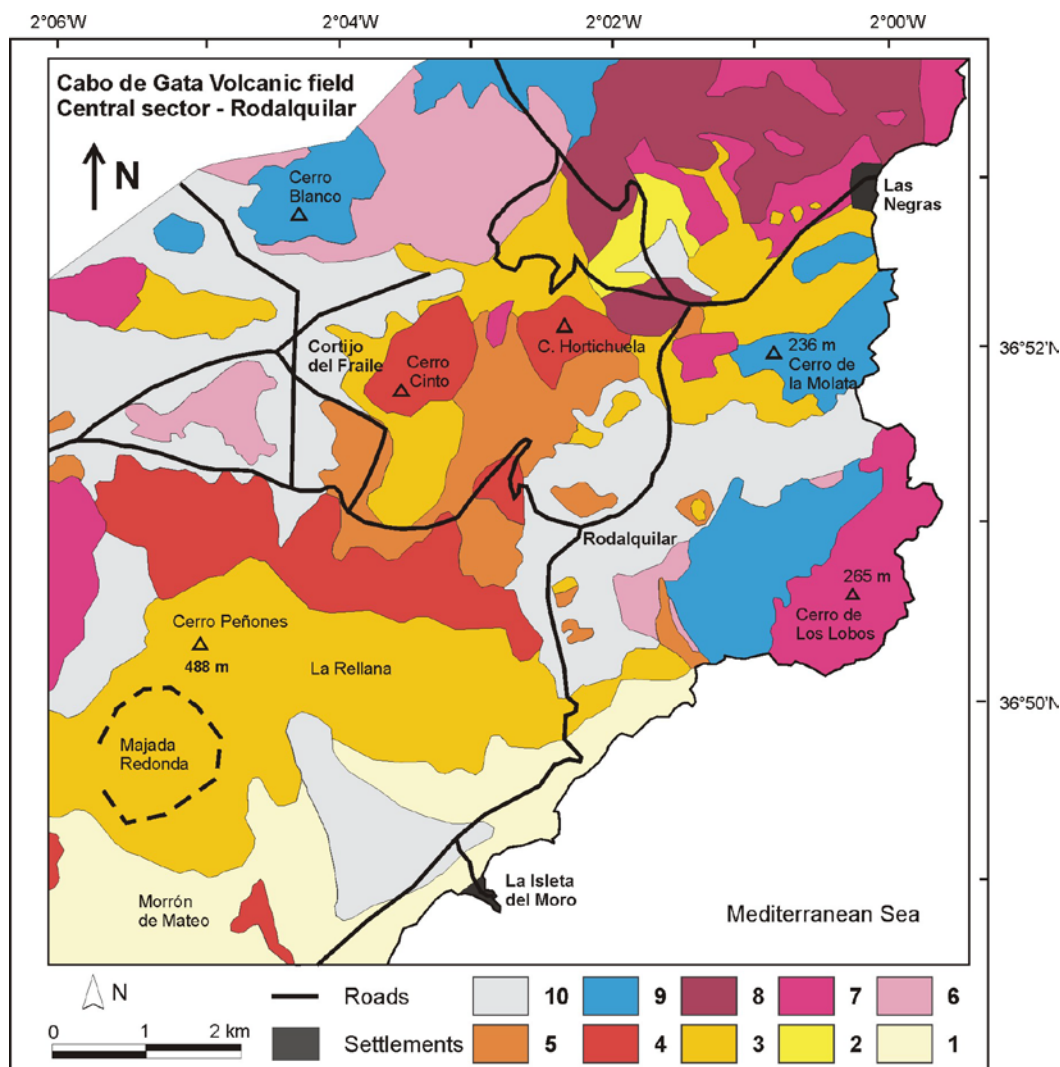 2°06'W
2°04'W
2°02'W
2°00'W
Cabo de Gata Volcanic field
Central sector - Rodalquilar
N
Cerro
Blanco
Las
Negras
36°52'N
Cortijo
del Fraile
Cerro
Cinto
C. Hortichuela
236 m
Cerro de
la Molata
Rodalquilar
265 m
Cerro de
Los Lobos
Cerro Peñones
488 m
La Rellana
36°50'N
Majada
Redonda
Morrón
de Mateo
La Isleta
del Moro
Mediterranean Sea
N
Roads
10 9 8 7 6
0 1 2 km
Settlements
5 4 3 2 1